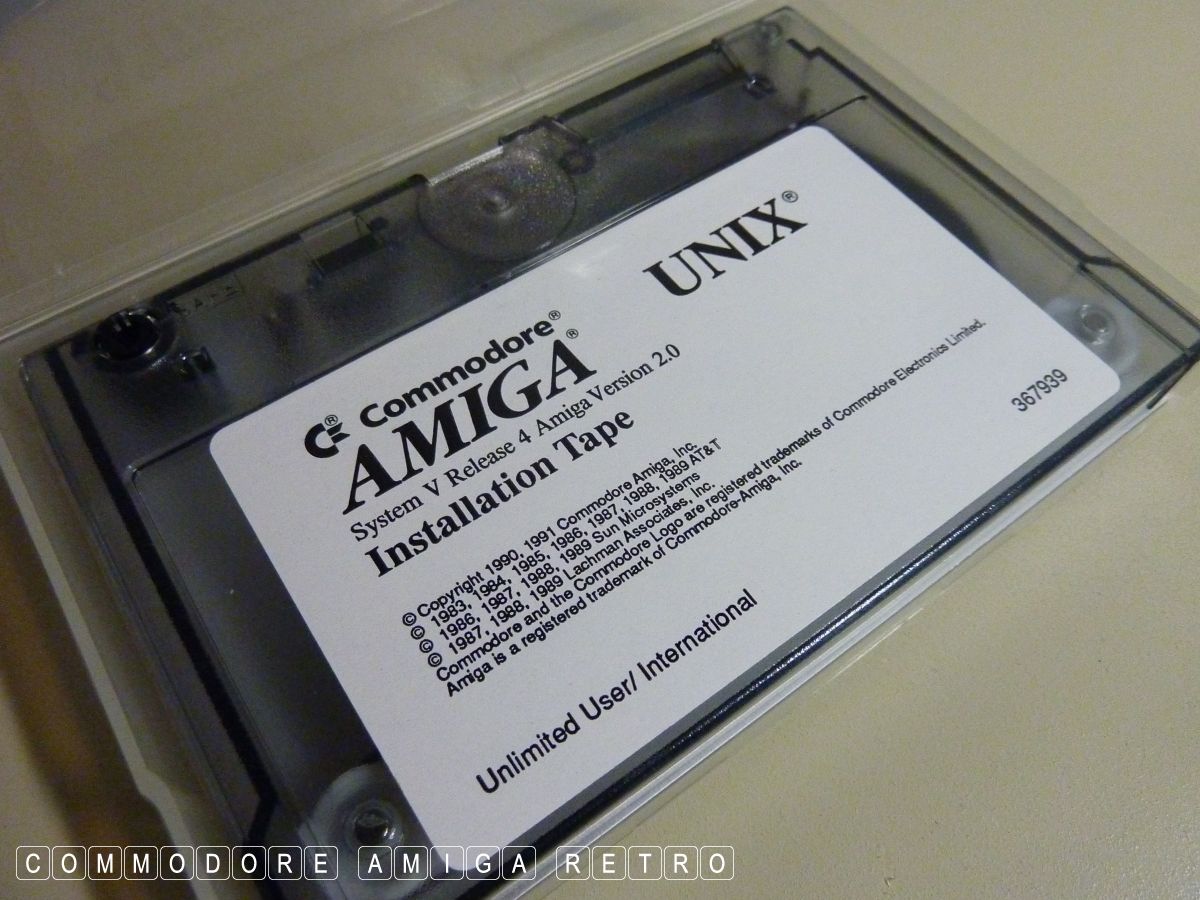 UNIX®
Commodore®
AMIGA®
System V Release 4 Amiga Version 2.0
Installation Tape
© Copyright 1990, 1991 Commodore Amiga, Inc.
© 1983, 1984, 1985, 1986, 1987, 1988, 1989 AT&T
© 1986, 1987, 1988, 1989 Sun Microsystems
© 1987, 1988, 1989 Lachman Associates, Inc.
Commodore and the Commodore Logo are registered trademarks of Commodore Electronics Limited.
Amiga is a registered trademark of Commodore-Amiga, Inc.
367939
Unlimited User/ International
COMMODORE AMIGA RETRO